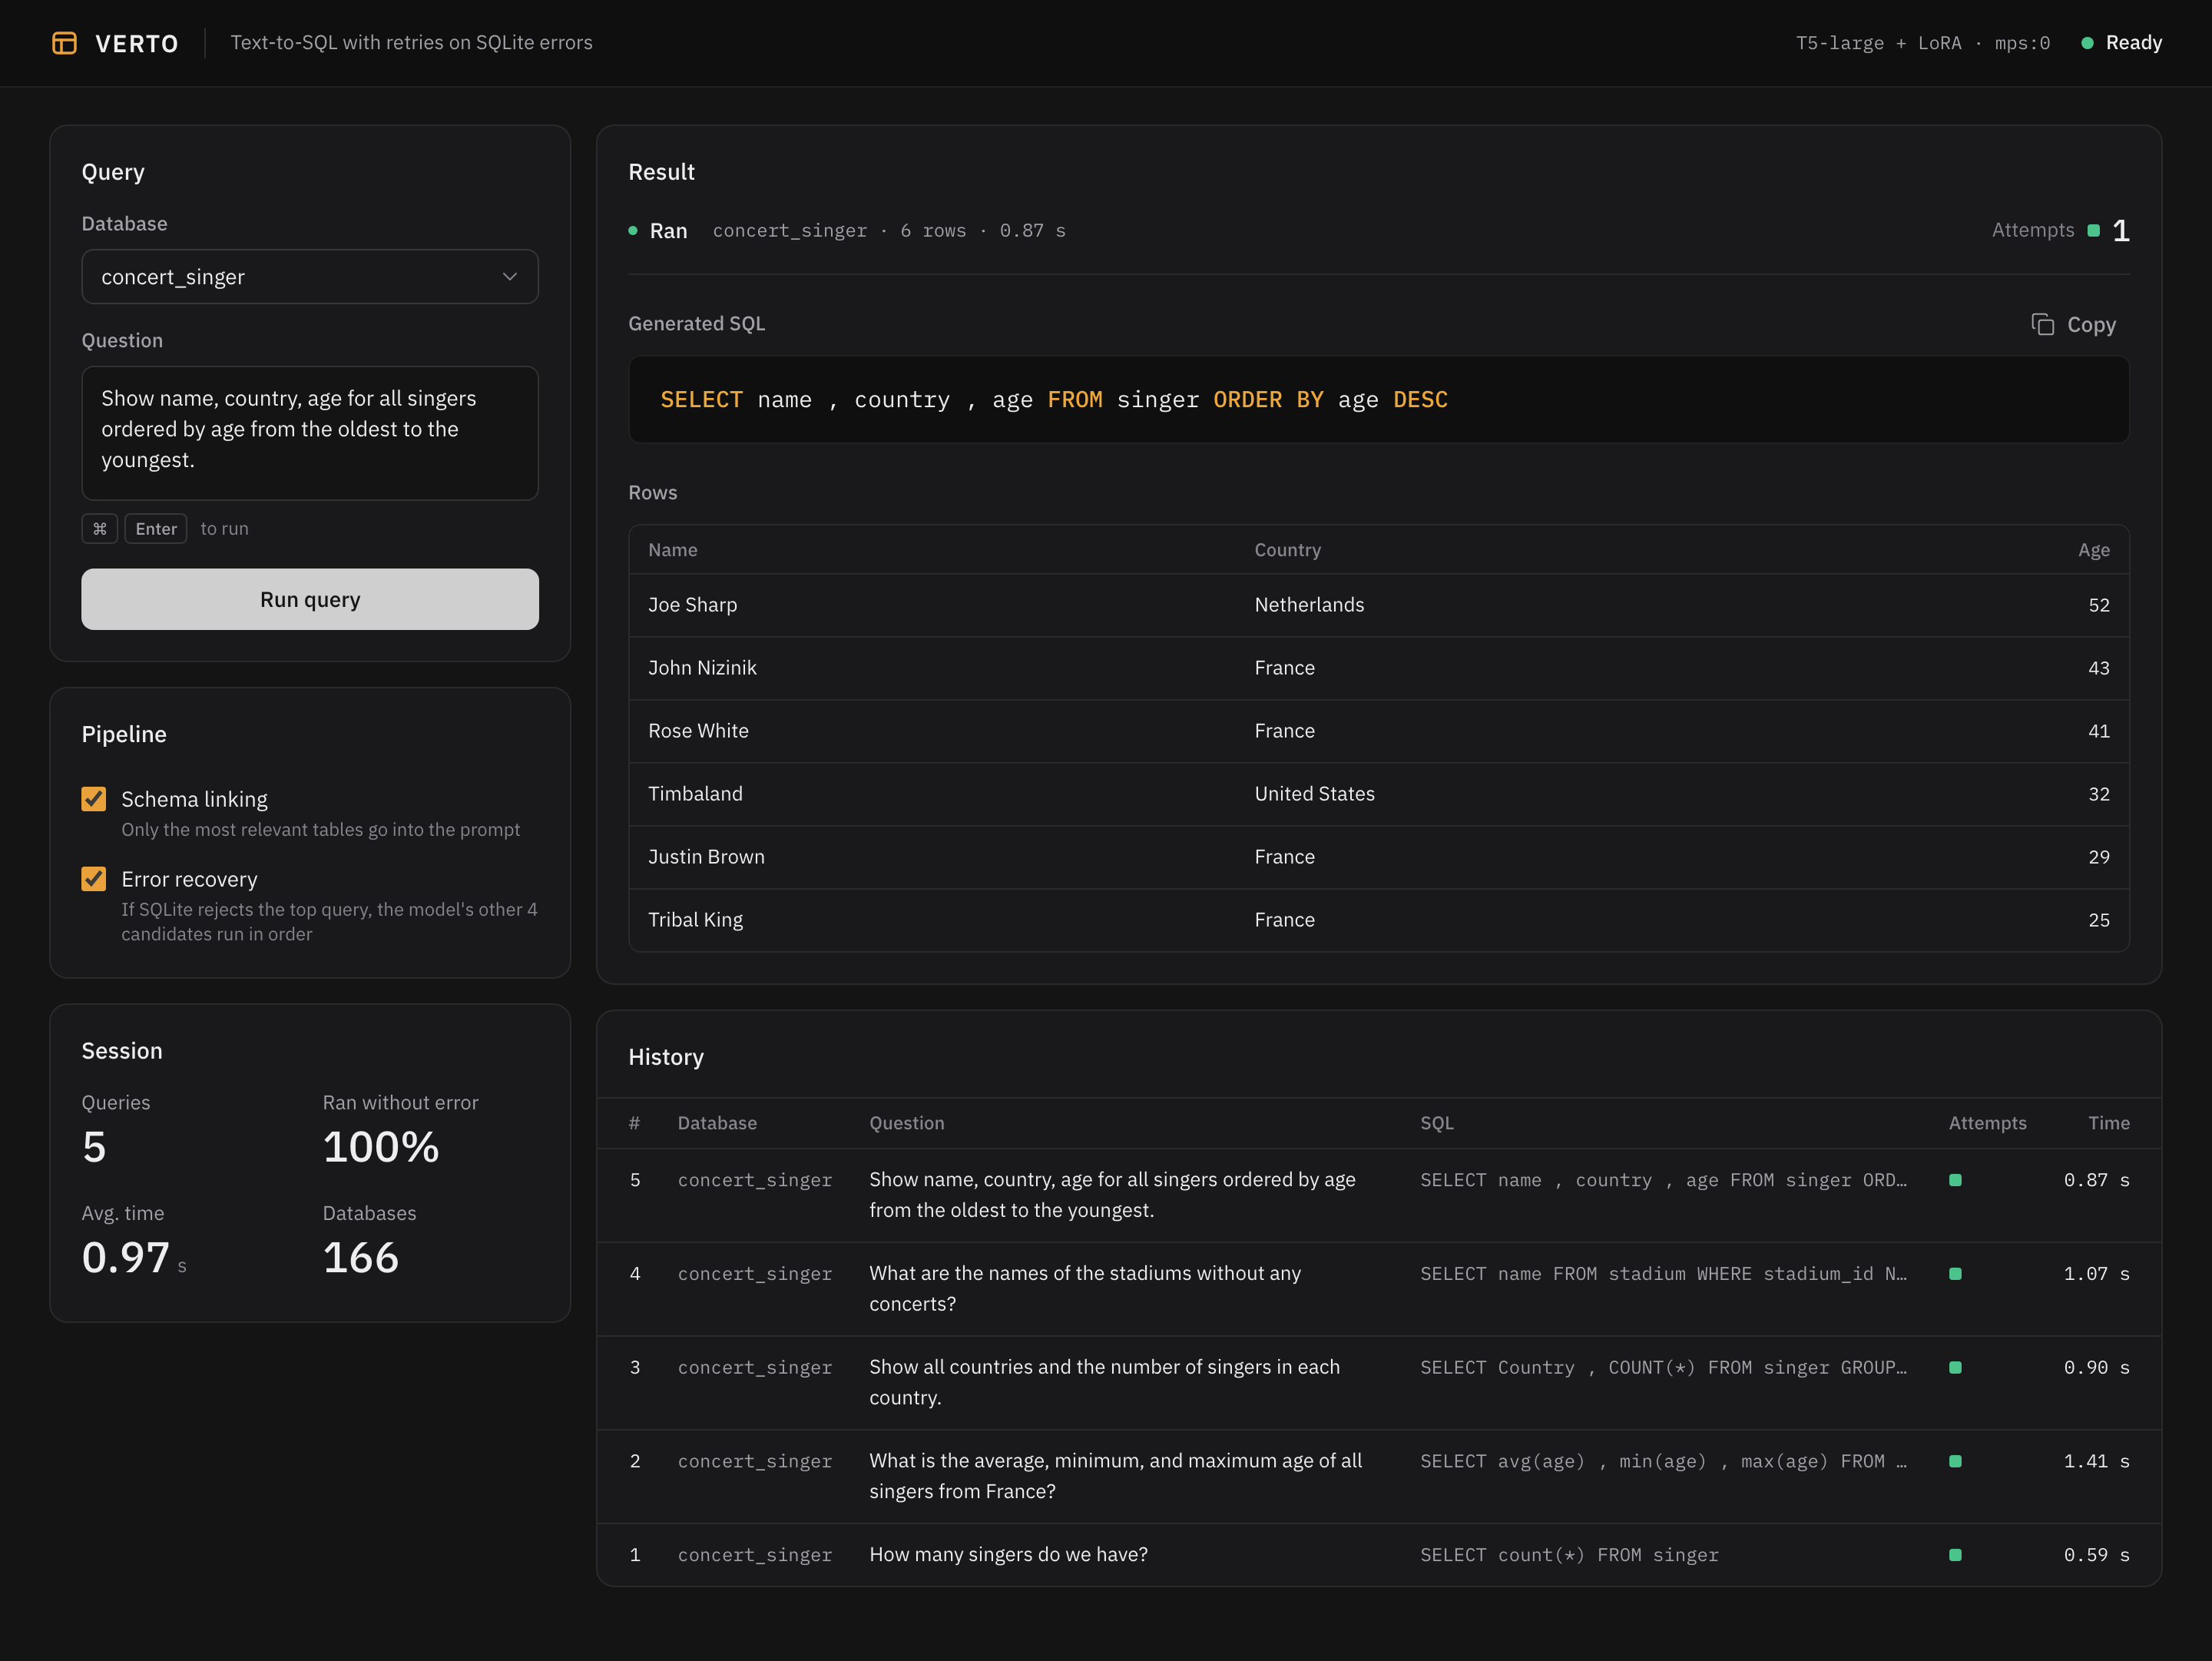 VERTO
Text-to-SQL with retries on SQLite errors
T5-large + LoRA · mps:0
Ready
Query
Database
concert_singer
Question
Show name, country, age for all singers
ordered by age from the oldest to the
youngest.
⌘ Enter to run
Run query
Pipeline
Schema linking
Only the most relevant tables go into the prompt
Error recovery
If SQLite rejects the top query, the model's other 4
candidates run in order
Session
Queries
Ran without error
5
100%
Avg. time
Databases
0.97 s
166
Result
Ran concert_singer · 6 rows · 0.87 s
Attempts 1
Generated SQL
Copy
SELECT name , country , age FROM singer ORDER BY age DESC
Rows
Name Country Age
Joe Sharp Netherlands 52
John Nizinik France 43
Rose White France 41
Timbaland United States 32
Justin Brown France 29
Tribal King France 25
History
# Database Question SQL Attempts Time
5 concert_singer Show name, country, age for all singers ordered by age SELECT name , country , age FROM singer ORD… 0.87 s
from the oldest to the youngest.
4 concert_singer What are the names of the stadiums without any SELECT name FROM stadium WHERE stadium_id N… 1.07 s
concerts?
3 concert_singer Show all countries and the number of singers in each SELECT Country , COUNT(*) FROM singer GROUP… 0.90 s
country.
2 concert_singer What is the average, minimum, and maximum age of all SELECT avg(age) , min(age) , max(age) FROM … 1.41 s
singers from France?
1 concert_singer How many singers do we have? SELECT count(*) FROM singer 0.59 s